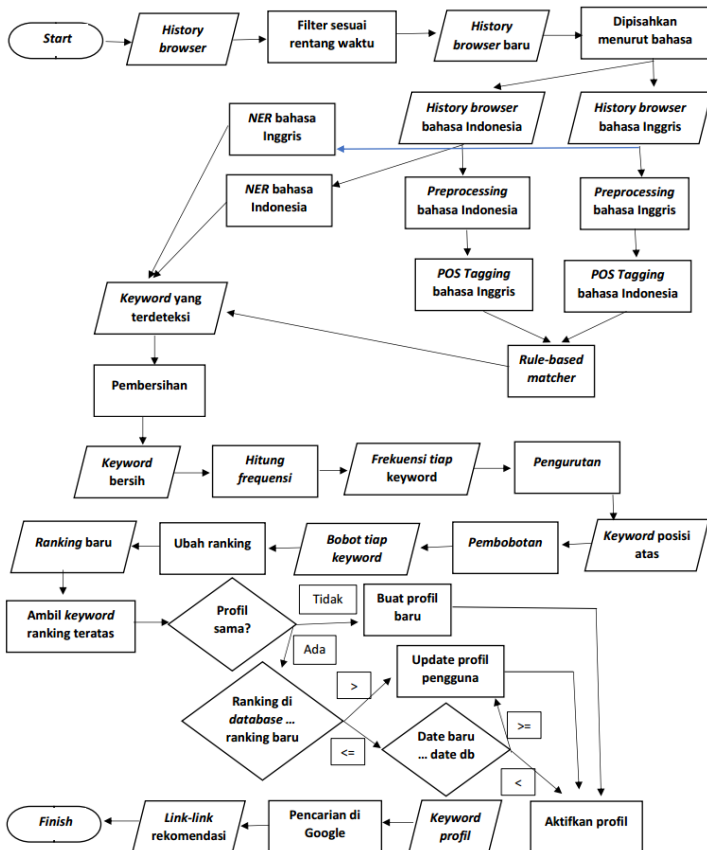 Start
History
browser
Filter sesuai
rentang waktu
History
browser baru
Dipisahkan
menurut bahasa
NER bahasa
Inggris
History browser
bahasa Indonesia
History browser
bahasa Inggris
NER bahasa
Indonesia
Preprocessing
bahasa Indonesia
Preprocessing
bahasa Inggris
POS Tagging
bahasa Inggris
POS Tagging
bahasa Indonesia
Keyword yang
terdeteksi
Rule-based
matcher
Pembersihan
Keyword
bersih
Hitung
frequensi
Frekuensi tiap
keyword
Pengurutan
Ranking baru
Ubah ranking
Bobot tiap
keyword
Pembobotan
Keyword posisi
atas
Ambil keyword
ranking teratas
Profil
sama?
Tidak
Buat profil
baru
Ada
Update profil
pengguna
Ranking di
database ...
ranking baru
>
<=
Date baru
... date db
>=
<
Finish
Link-link
rekomendasi
Pencarian di
Google
Keyword
profil
Aktifkan profil